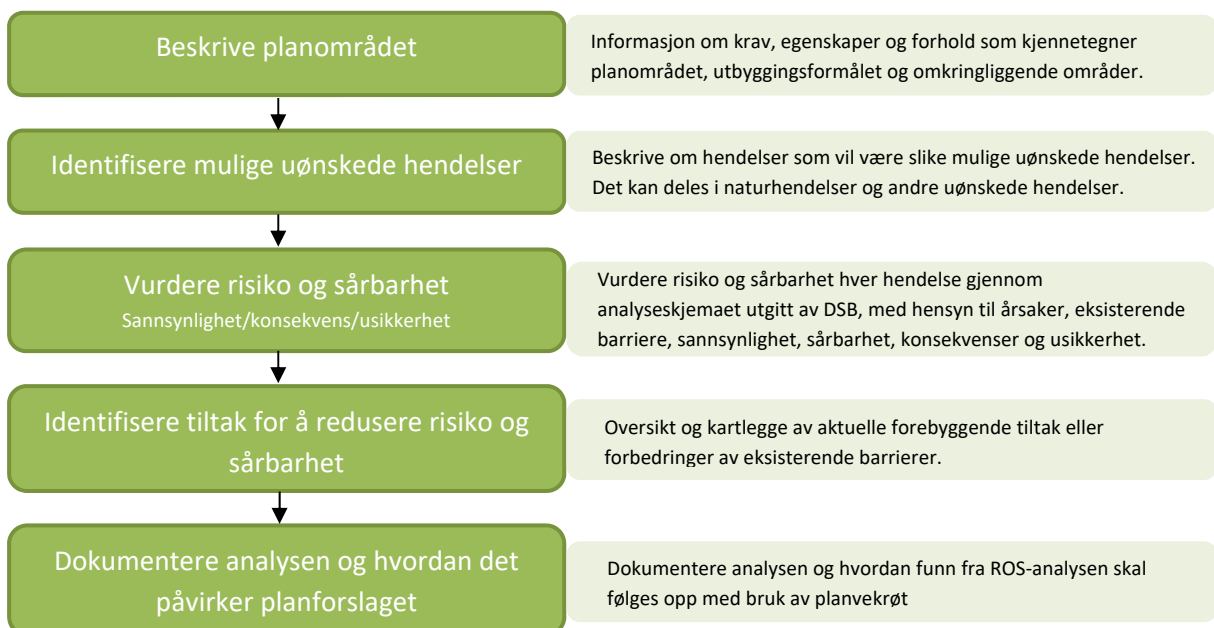 Beskrive planområdet
Informasjon om krav, egenskaper og forhold som kjennetegner
planområdet, utbyggingsformålet og omkringliggende områder.
Identifisere mulige uønskede hendelser
Beskrive om hendelser som vil være slike mulige uønskede hendelser.
Det kan deles i naturhendelser og andre uønskede hendelser.
Vurdere risiko og sårbarhet
Sannsynlighet/konsekvens/usikkerhet
Vurdere risiko og sårbarhet hver hendelse gjennom
analyseskjemaet utgitt av DSB, med hensyn til årsaker, eksisterende
barriere, sannsynlighet, sårbarhet, konsekvenser og usikkerhet.
Identifisere tiltak for å redusere risiko og
sårbarhet
Oversikt og kartlegge av aktuelle forebyggende tiltak eller
forbedringer av eksisterende barrierer.
Dokumentere analysen og hvordan det
påvirker planforslaget
Dokumentere analysen og hvordan funn fra ROS-analysen skal
følges opp med bruk av planvekrøt